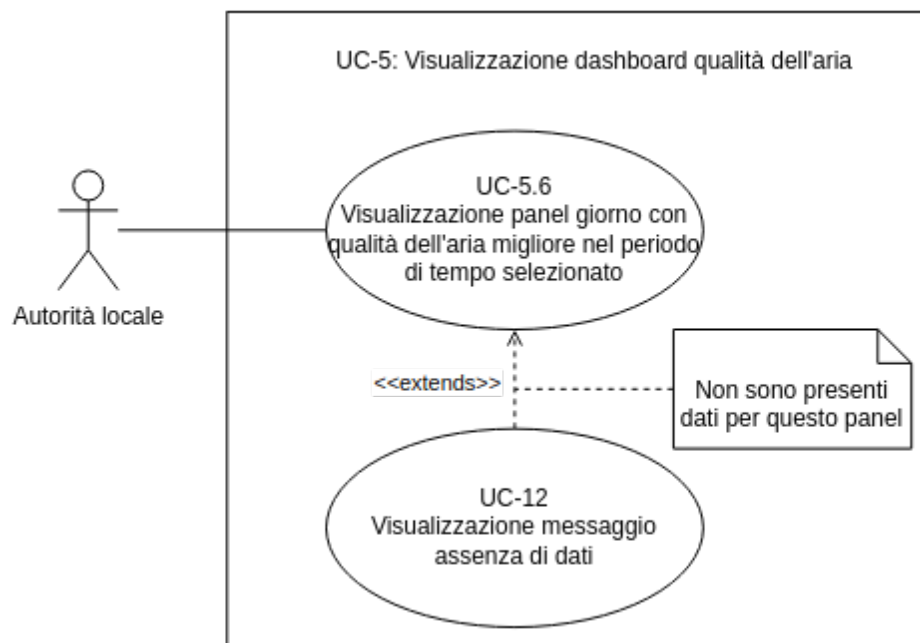 UC-5: Visualizzazione dashboard qualità dell'aria
UC-5.6
Visualizzazione panel giorno con
qualità dell'aria migliore nel periodo
di tempo selezionato
Autorità locale
<<extends>>
Non sono presenti
dati per questo panel
UC-12
Visualizzazione messaggio
assenza di dati